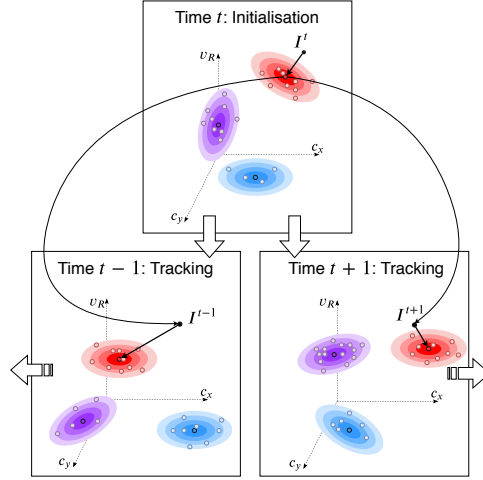 Time t: Initialisation
I^t
v_R
c_x
c_y
Time t − 1: Tracking
v_R
I^{t−1}
c_x
c_y
Time t + 1: Tracking
v_R
I^{t+1}
c_x
c_y